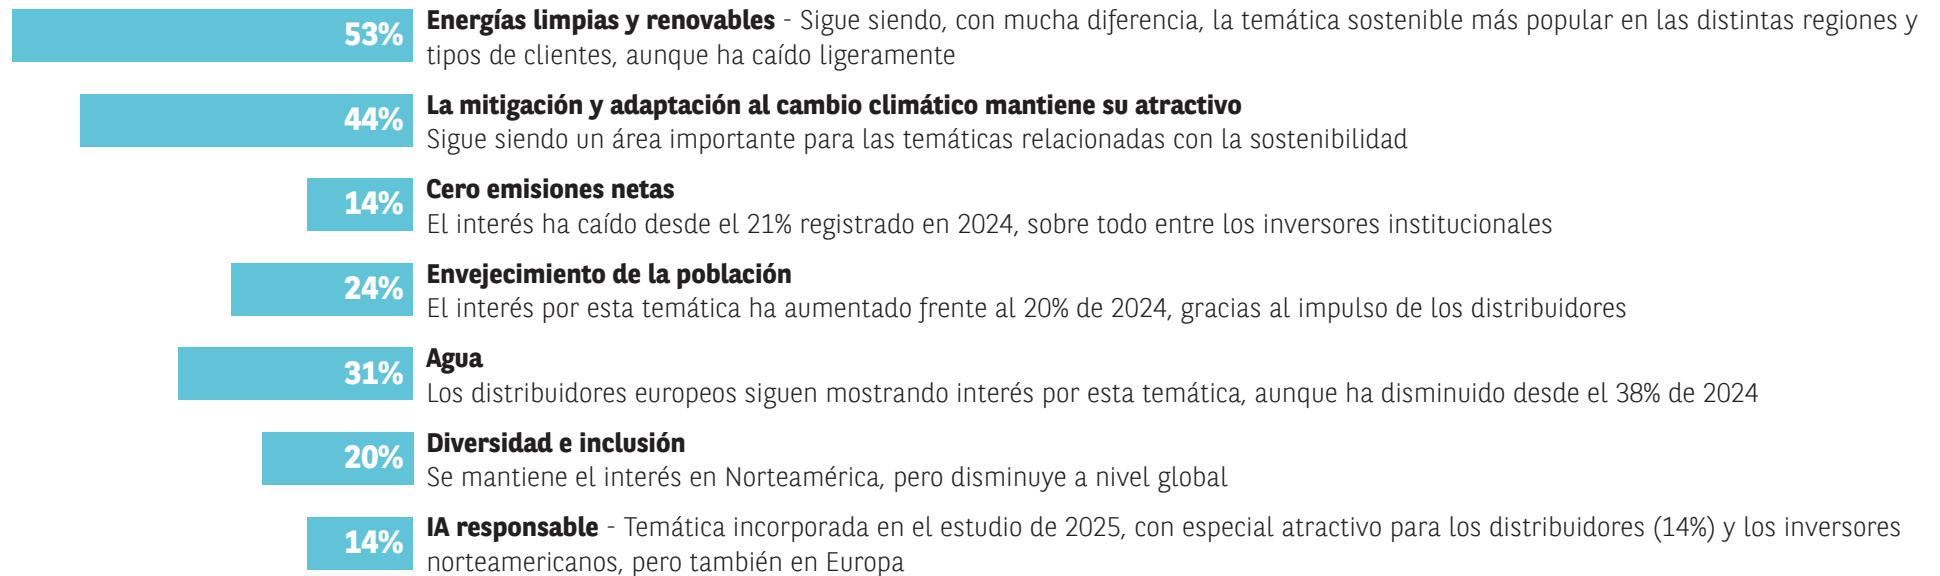 53%
Energías limpias y renovables - Sigue siendo, con mucha diferencia, la temática sostenible más popular en las distintas regiones y
tipos de clientes, aunque ha caído ligeramente
44%
La mitigación y adaptación al cambio climático mantiene su atractivo
Sigue siendo un área importante para las temáticas relacionadas con la sostenibilidad
14%
Cero emisiones netas
El interés ha caído desde el 21% registrado en 2024, sobre todo entre los inversores institucionales
24%
Envejecimiento de la población
El interés por esta temática ha aumentado frente al 20% de 2024, gracias al impulso de los distribuidores
31%
Agua
Los distribuidores europeos siguen mostrando interés por esta temática, aunque ha disminuido desde el 38% de 2024
20%
Diversidad e inclusión
Se mantiene el interés en Norteamérica, pero disminuye a nivel global
14%
IA responsable - Temática incorporada en el estudio de 2025, con especial atractivo para los distribuidores (14%) y los inversores
norteamericanos, pero también en Europa